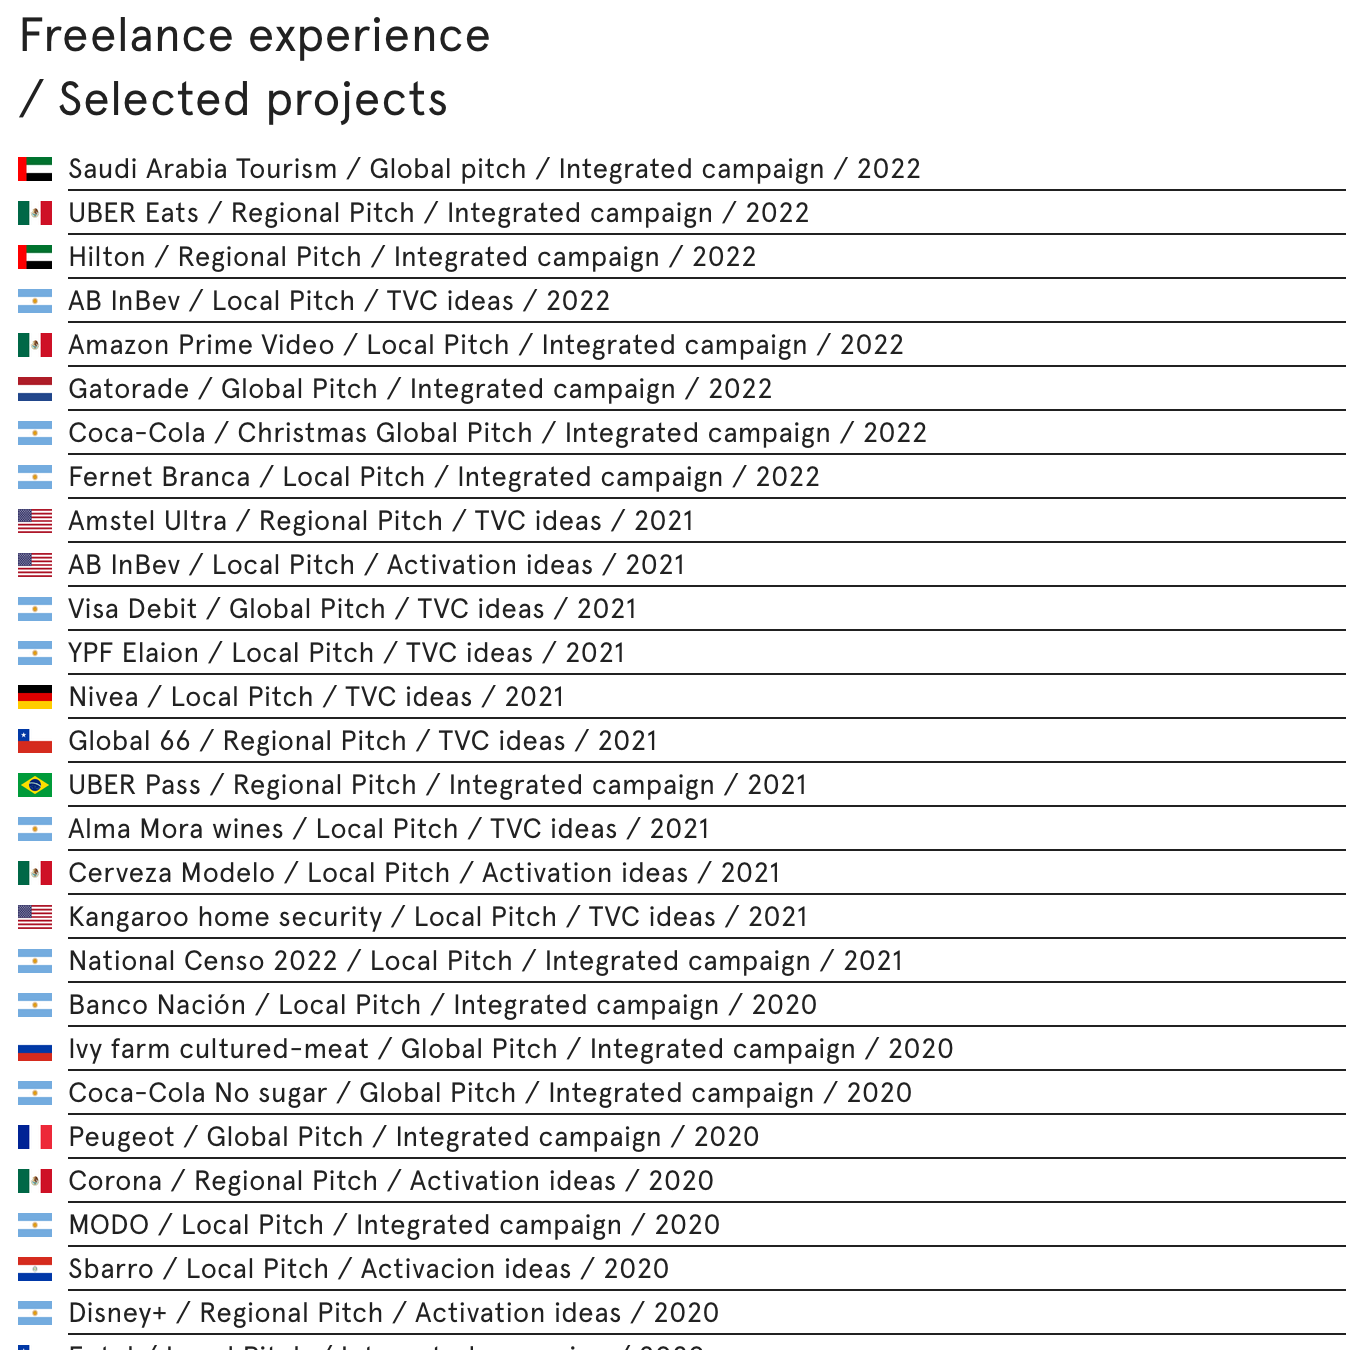 Freelance experience
/ Selected projects
Saudi Arabia Tourism / Global pitch / Integrated campaign / 2022
UBER Eats / Regional Pitch / Integrated campaign / 2022
Hilton / Regional Pitch / Integrated campaign / 2022
AB InBev / Local Pitch / TVC ideas / 2022
Amazon Prime Video / Local Pitch / Integrated campaign / 2022
Gatorade / Global Pitch / Integrated campaign / 2022
Coca-Cola / Christmas Global Pitch / Integrated campaign / 2022
Fernet Branca / Local Pitch / Integrated campaign / 2022
Amstel Ultra / Regional Pitch / TVC ideas / 2021
AB InBev / Local Pitch / Activation ideas / 2021
Visa Debit / Global Pitch / TVC ideas / 2021
YPF Elaion / Local Pitch / TVC ideas / 2021
Nivea / Local Pitch / TVC ideas / 2021
Global 66 / Regional Pitch / TVC ideas / 2021
UBER Pass / Regional Pitch / Integrated campaign / 2021
Alma Mora wines / Local Pitch / TVC ideas / 2021
Cerveza Modelo / Local Pitch / Activation ideas / 2021
Kangaroo home security / Local Pitch / TVC ideas / 2021
National Censo 2022 / Local Pitch / Integrated campaign / 2021
Banco Nación / Local Pitch / Integrated campaign / 2020
Ivy farm cultured-meat / Global Pitch / Integrated campaign / 2020
Coca-Cola No sugar / Global Pitch / Integrated campaign / 2020
Peugeot / Global Pitch / Integrated campaign / 2020
Corona / Regional Pitch / Activation ideas / 2020
MODO / Local Pitch / Integrated campaign / 2020
Sbarro / Local Pitch / Activacion ideas / 2020
Disney+ / Regional Pitch / Activation ideas / 2020